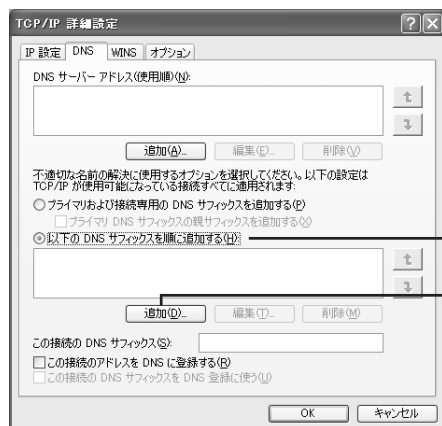 TCP/IP 詳細設定
IP 設定 DNS WINS オプション
DNS サーバー アドレス(使用順)(N):
追加(A)... 編集(E)... 削除(V)
不適切な名前の解決に使用するオプションを選択してください。以下の設定は
TCP/IP が使用可能になっている接続すべてに適用されます:
プライマリおよび接続専用の DNS サフィックスを追加する(P)
プライマリ DNS サフィックスの親サフィックスを追加する(X)
以下の DNS サフィックスを順に追加する(H)
追加(D)... 編集(T)... 削除(M)
この接続の DNS サフィックス(S):
この接続のアドレスを DNS に登録する(R)
この接続の DNS サフィックスを DNS 登録に使う(U)
OK キャンセル